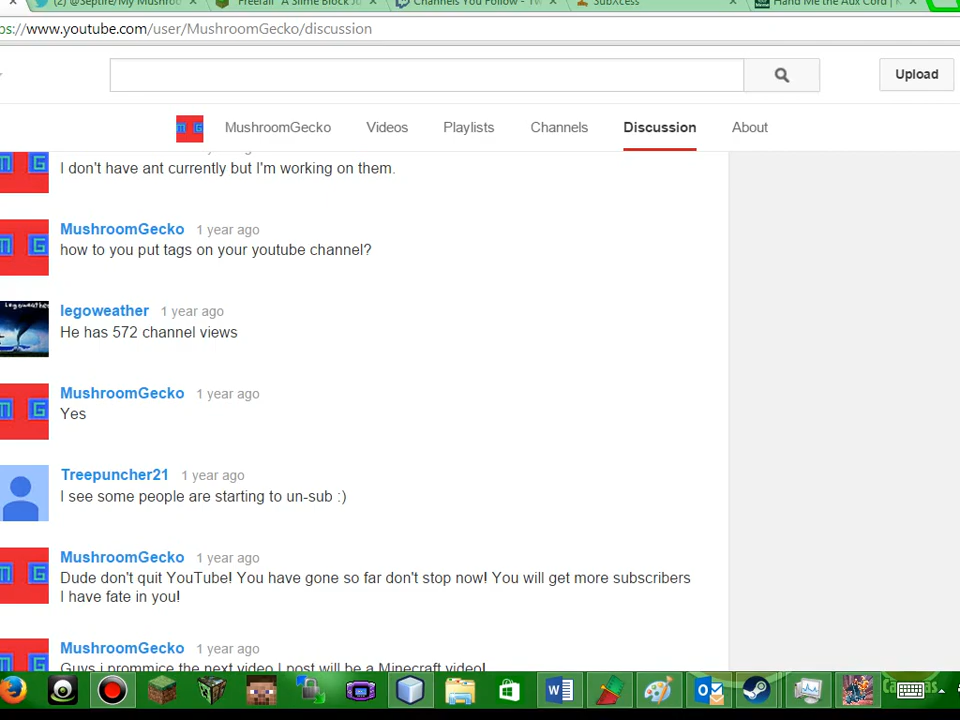 (2) @Septire/My Mushroo
Freefall "A Slime Block Ju
Channels You Follow - Tw
SubXcess
Hand Me the Aux Cord | K
ps://www.youtube.com/user/MushroomGecko/discussion
Upload
MushroomGecko Videos Playlists Channels Discussion About
I don't have ant currently but I'm working on them.
MushroomGecko 1 year ago
how to you put tags on your youtube channel?
legoweather 1 year ago
He has 572 channel views
MushroomGecko 1 year ago
Yes
Treepuncher21 1 year ago
I see some people are starting to un-sub :)
MushroomGecko 1 year ago
Dude don't quit YouTube! You have gone so far don't stop now! You will get more subscribers
I have fate in you!
MushroomGecko 1 year ago
Guys i prommice the next video I post will be a Minecraft video!